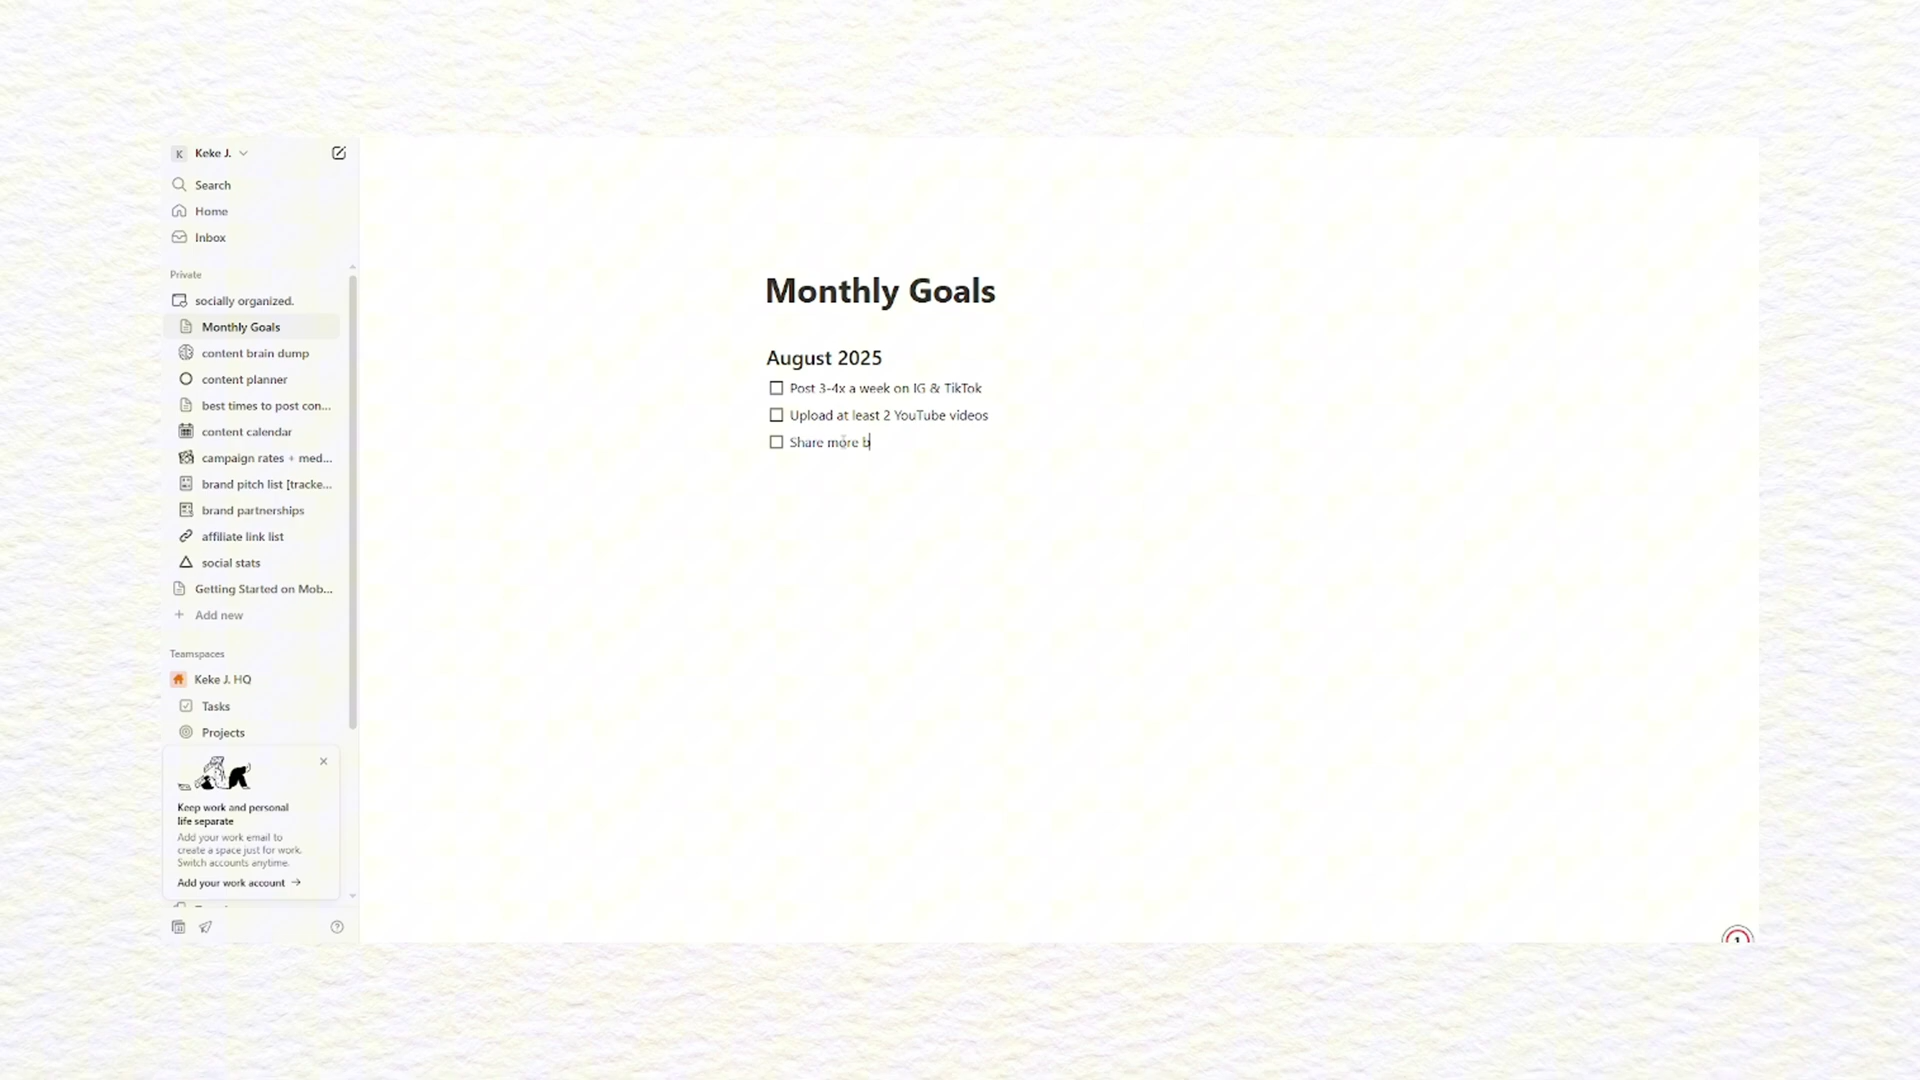 K Keke J.
Search
Home
Inbox
Private
socially organized.
Monthly Goals
content brain dump
content planner
best times to post con...
content calendar
campaign rates + med...
brand pitch list [tracke...
brand partnerships
affiliate link list
social stats
Getting Started on Mob...
+ Add new
Teamspaces
Keke J. HQ
Tasks
Projects
Keep work and personal
life separate
Add your work email to
create a space just for work.
Switch accounts anytime.
Add your work account →
Monthly Goals
August 2025
Post 3-4x a week on IG & TikTok
Upload at least 2 YouTube videos
Share more b